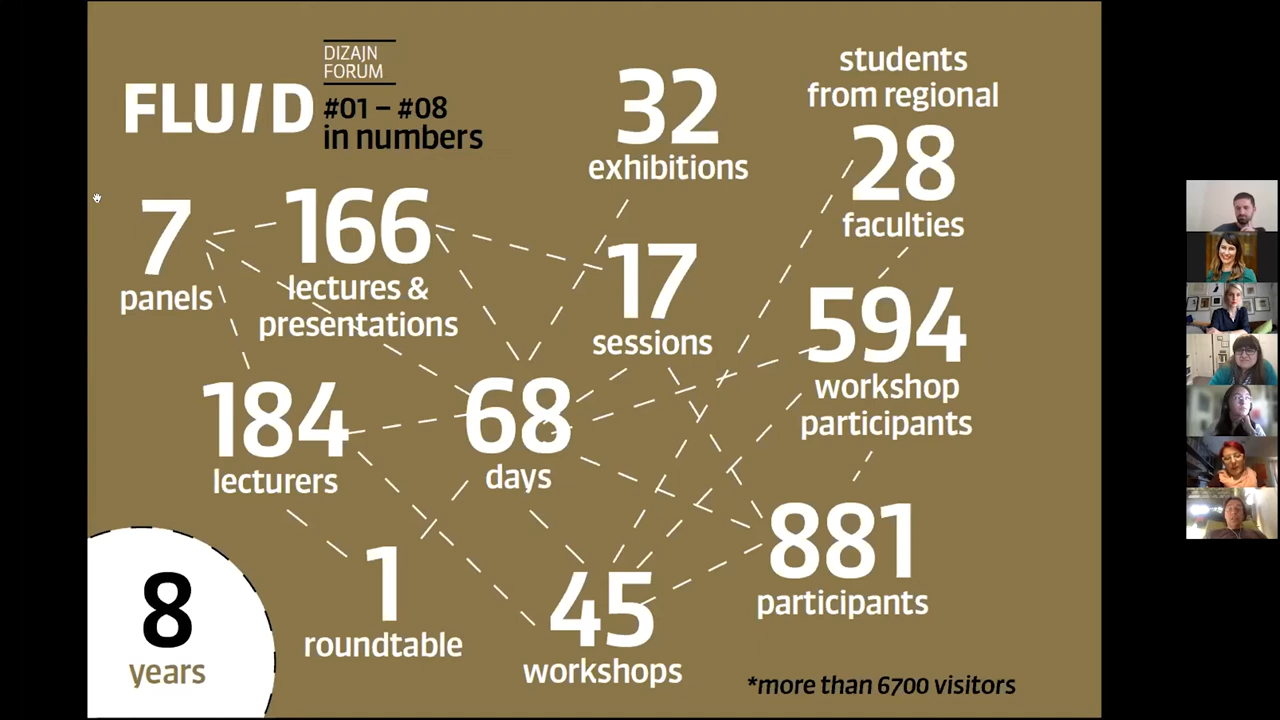 FLUID
DIZAJN
FORUM
#01 – #08
in numbers
32
exhibitions
students
from regional
28
faculties
7
panels
166
lectures &
presentations
17
sessions
594
workshop
participants
184
lecturers
68
days
881
participants
8
years
1
roundtable
45
workshops
*more than 6700 visitors